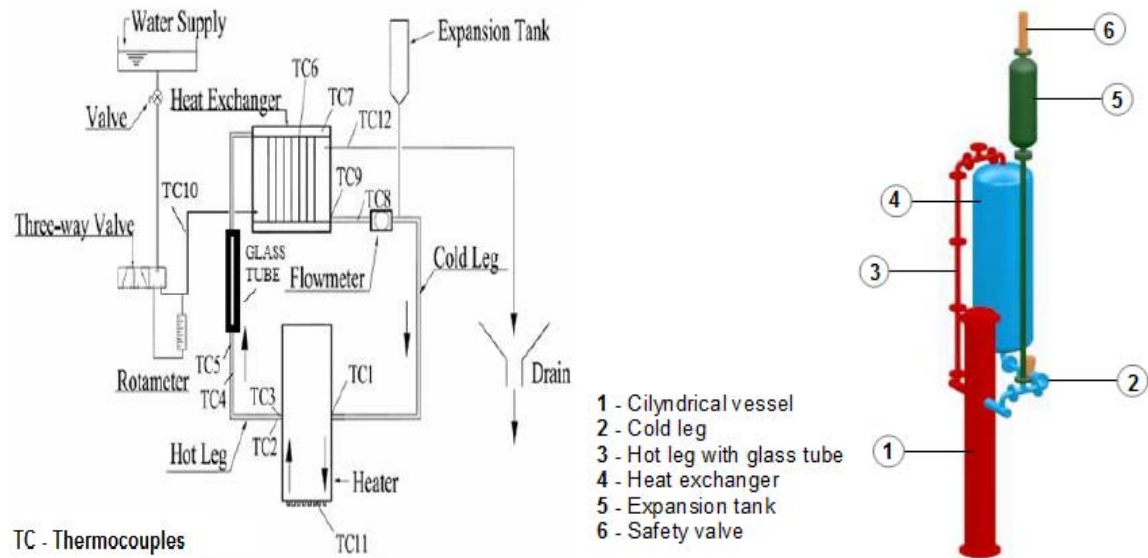 Water Supply
Expansion Tank
TC6
Heat Exchanger
TC7
TC12
Valve
TC9
TC10
TC8
Three-way Valve
GLASS
TUBE
Flowmeter
Cold Leg
TC5
Rotameter
TC4
TC3
TC1
Drain
TC2
Hot Leg
Heater
TC11
TC - Thermocouples
6
5
4
3
2
1
1 - Cilyndrical vessel
2 - Cold leg
3 - Hot leg with glass tube
4 - Heat exchanger
5 - Expansion tank
6 - Safety valve